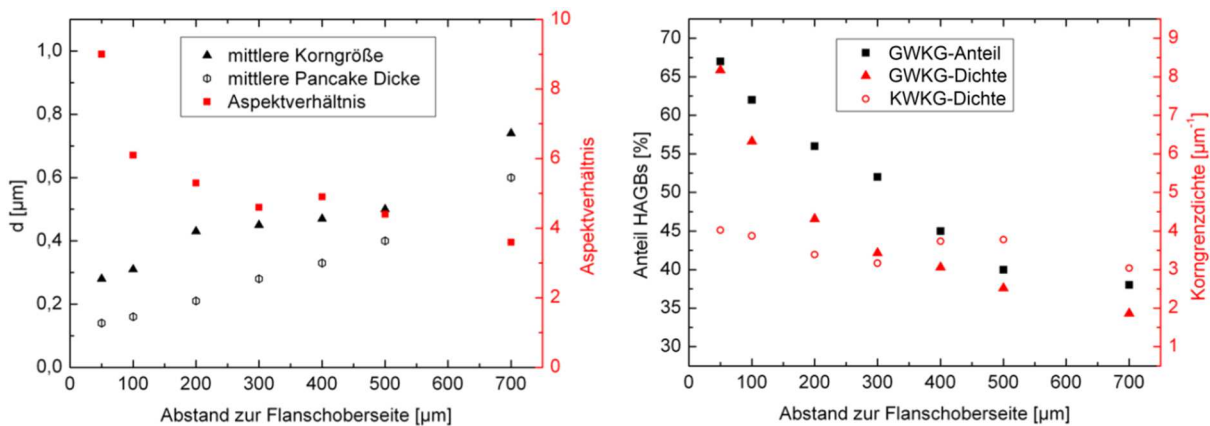 mittlere Korngröße
mittlere Pancake Dicke
Aspektverhältnis
1,0
0,8
0,6
0,4
0,2
0,0
d [µm]
10
8
6
4
2
0
Aspektverhältnis
0 100 200 300 400 500 600 700
Abstand zur Flanschoberseite [µm]
GWKG-Anteil
GWKG-Dichte
KWKG-Dichte
70
65
60
55
50
45
40
35
30
Anteil HAGBs [%]
9
8
7
6
5
4
3
2
1
Korngrenzdichte [µm⁻¹]
0 100 200 300 400 500 600 700
Abstand zur Flanschoberseite [µm]